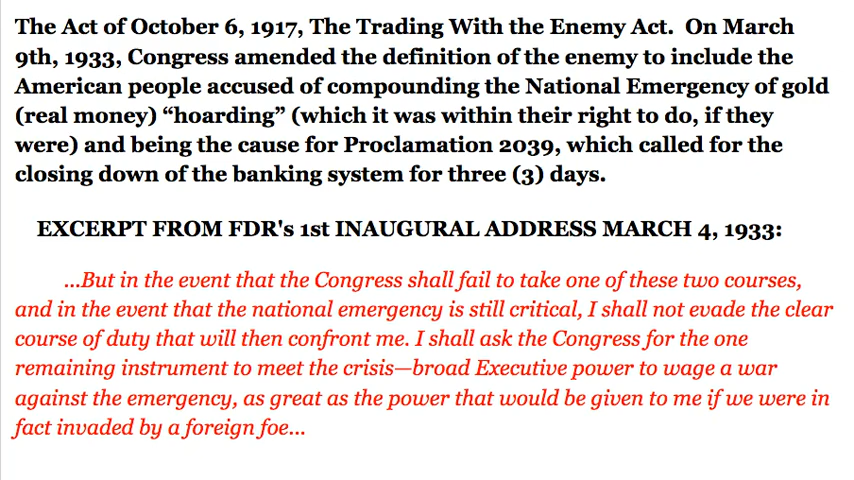 The Act of October 6, 1917, The Trading With the Enemy Act.  On March
9th, 1933, Congress amended the definition of the enemy to include the
American people accused of compounding the National Emergency of gold
(real money) “hoarding” (which it was within their right to do, if they
were) and being the cause for Proclamation 2039, which called for the
closing down of the banking system for three (3) days.
EXCERPT FROM FDR's 1st INAUGURAL ADDRESS MARCH 4, 1933:
...But in the event that the Congress shall fail to take one of these two courses,
and in the event that the national emergency is still critical, I shall not evade the clear
course of duty that will then confront me. I shall ask the Congress for the one
remaining instrument to meet the crisis—broad Executive power to wage a war
against the emergency, as great as the power that would be given to me if we were in
fact invaded by a foreign foe...